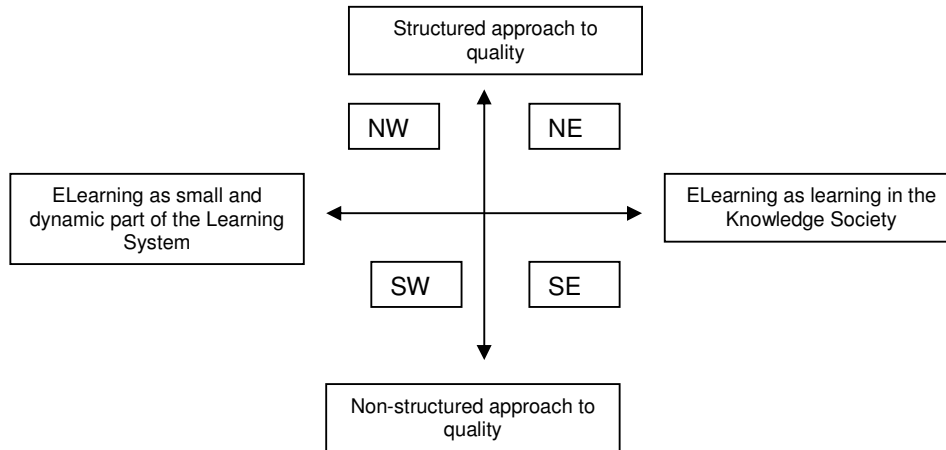 Structured approach to
quality
NW
NE
ELearning as small and
dynamic part of the Learning
System
ELearning as learning in the
Knowledge Society
SW
SE
Non-structured approach to
quality